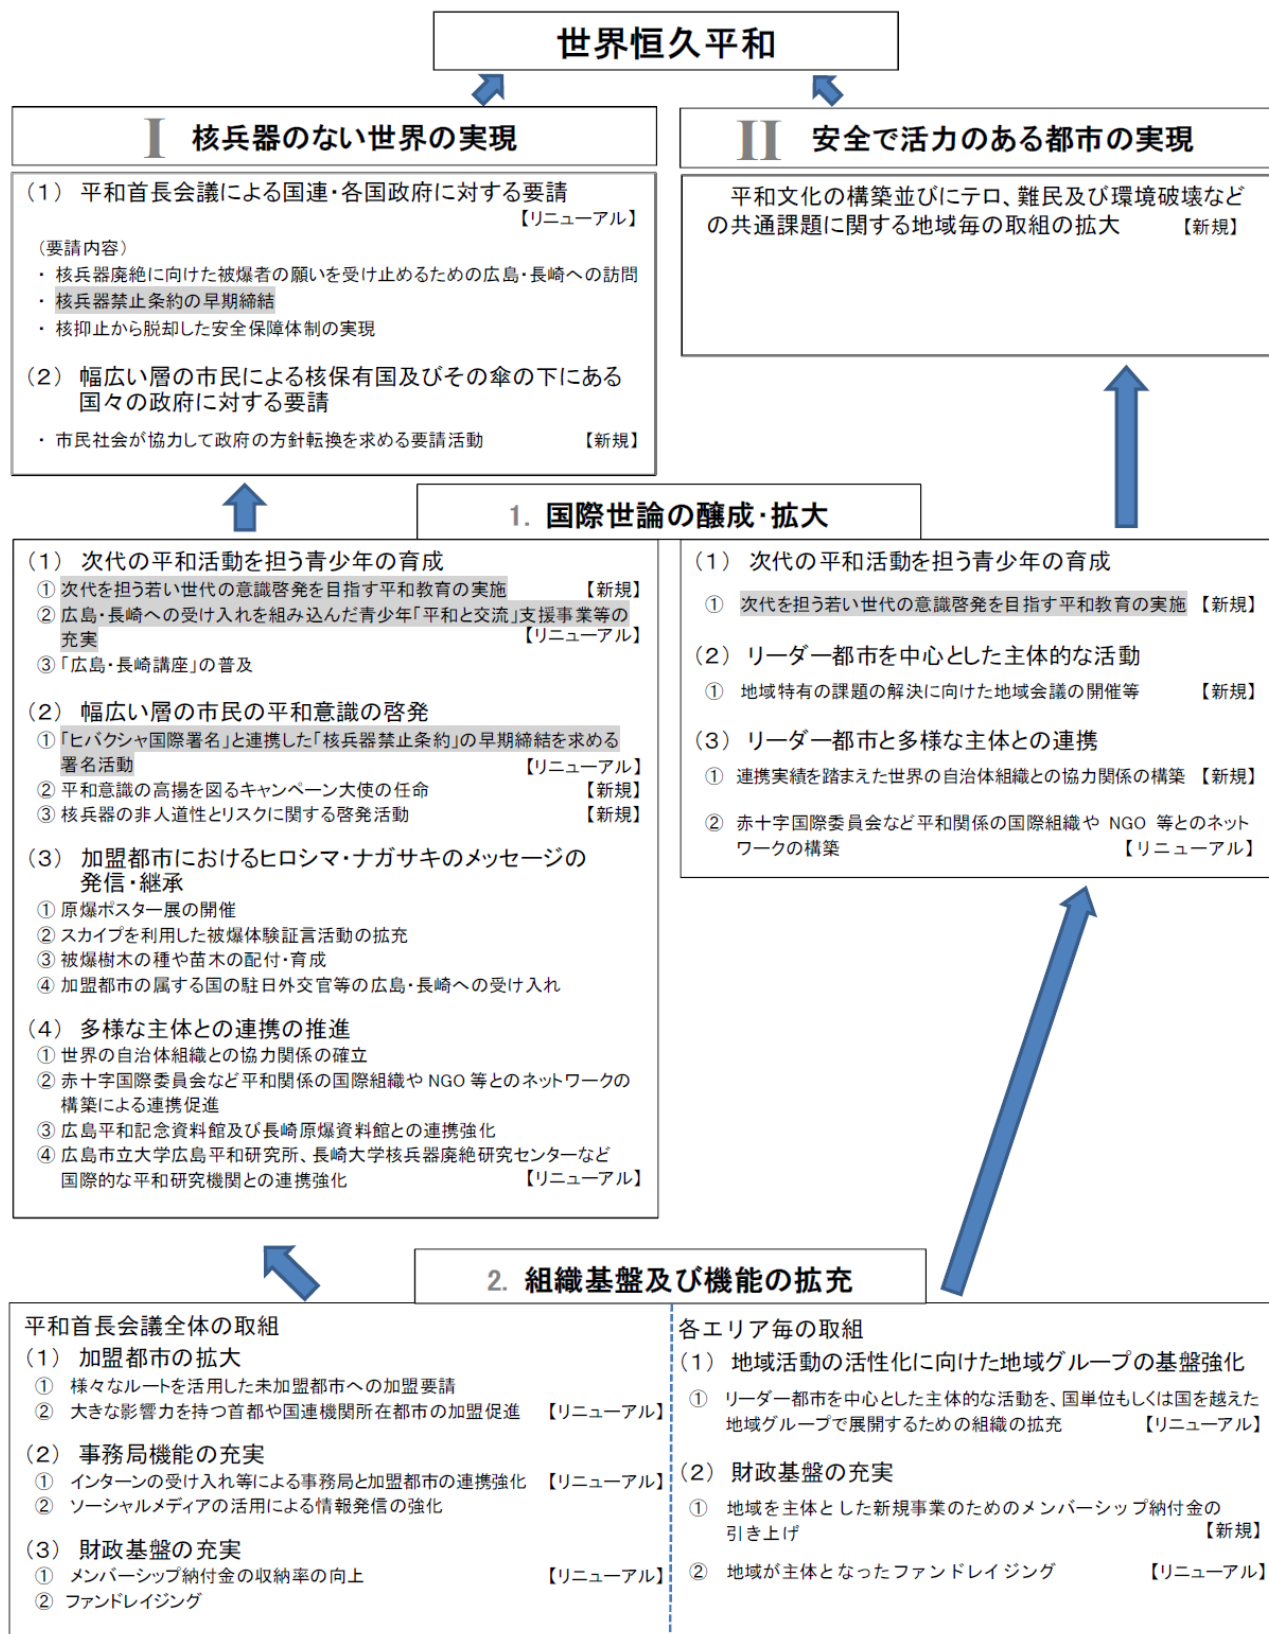 世界恒久平和
I 核兵器のない世界の実現
(1) 平和首長会議による国連・各国政府に対する要請
【リニューアル】
(要請内容)
・ 核兵器廃絶に向けた被爆者の願いを受け止めるための広島・長崎への訪問
・ 核兵器禁止条約の早期締結
・ 核抑止から脱却した安全保障体制の実現
(2) 幅広い層の市民による核保有国及びその傘の下にある
国々の政府に対する要請
・ 市民社会が協力して政府の方針転換を求める要請活動 【新規】
II 安全で活力のある都市の実現
平和文化の構築並びにテロ、難民及び環境破壊など
の共通課題に関する地域毎の取組の拡大 【新規】
1. 国際世論の醸成・拡大
(1) 次代の平和活動を担う青少年の育成
① 次代を担う若い世代の意識啓発を目指す平和教育の実施 【新規】
② 広島・長崎への受け入れを組み込んだ青少年「平和と交流」支援事業等の
充実 【リニューアル】
③ 「広島・長崎講座」の普及
(2) 幅広い層の市民の平和意識の啓発
① 「ヒバクシャ国際署名」と連携した「核兵器禁止条約」の早期締結を求める
署名活動 【リニューアル】
② 平和意識の高揚を図るキャンペーン大使の任命 【新規】
③ 核兵器の非人道性とリスクに関する啓発活動 【新規】
(3) 加盟都市におけるヒロシマ・ナガサキのメッセージの
発信・継承
① 原爆ポスター展の開催
② スカイプを利用した被爆体験証言活動の拡充
③ 被爆樹木の種や苗木の配付・育成
④ 加盟都市の属する国の駐日外交官等の広島・長崎への受け入れ
(4) 多様な主体との連携の推進
① 世界の自治体組織との協力関係の確立
② 赤十字国際委員会など平和関係の国際組織や NGO 等とのネットワークの
構築による連携促進
③ 広島平和記念資料館及び長崎原爆資料館との連携強化
④ 広島市立大学広島平和研究所、長崎大学核兵器廃絶研究センターなど
国際的な平和研究機関との連携強化 【リニューアル】
(1) 次代の平和活動を担う青少年の育成
① 次代を担う若い世代の意識啓発を目指す平和教育の実施 【新規】
(2) リーダー都市を中心とした主体的な活動
① 地域特有の課題の解決に向けた地域会議の開催等 【新規】
(3) リーダー都市と多様な主体との連携
① 連携実績を踏まえた世界の自治体組織との協力関係の構築 【新規】
② 赤十字国際委員会など平和関係の国際組織や NGO 等とのネット
ワークの構築 【リニューアル】
2. 組織基盤及び機能の拡充
平和首長会議全体の取組
(1) 加盟都市の拡大
① 様々なルートを活用した未加盟都市への加盟要請
② 大きな影響力を持つ首都や国連機関所在都市の加盟促進 【リニューアル】
(2) 事務局機能の充実
① インターンの受け入れ等による事務局と加盟都市の連携強化 【リニューアル】
② ソーシャルメディアの活用による情報発信の強化
(3) 財政基盤の充実
① メンバーシップ納付金の収納率の向上 【リニューアル】
② ファンドレイジング
各エリア毎の取組
(1) 地域活動の活性化に向けた地域グループの基盤強化
① リーダー都市を中心とした主体的な活動を、国単位もしくは国を越えた
地域グループで展開するための組織の拡充 【リニューアル】
(2) 財政基盤の充実
① 地域を主体とした新規事業のためのメンバーシップ納付金の
引き上げ 【新規】
② 地域が主体となったファンドレイジング 【リニューアル】